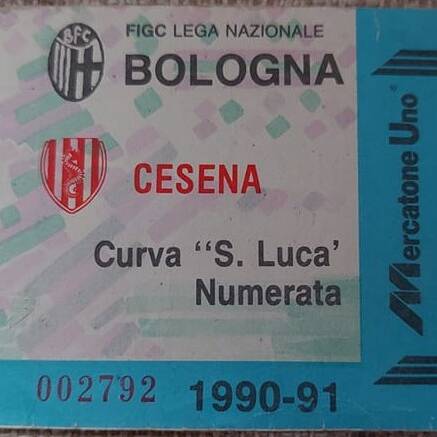 BFC
FIGC LEGA NAZIONALE
BOLOGNA
CESENA
Curva "S. Luca'
Numerata
002792
1990-91
Mercatone Uno